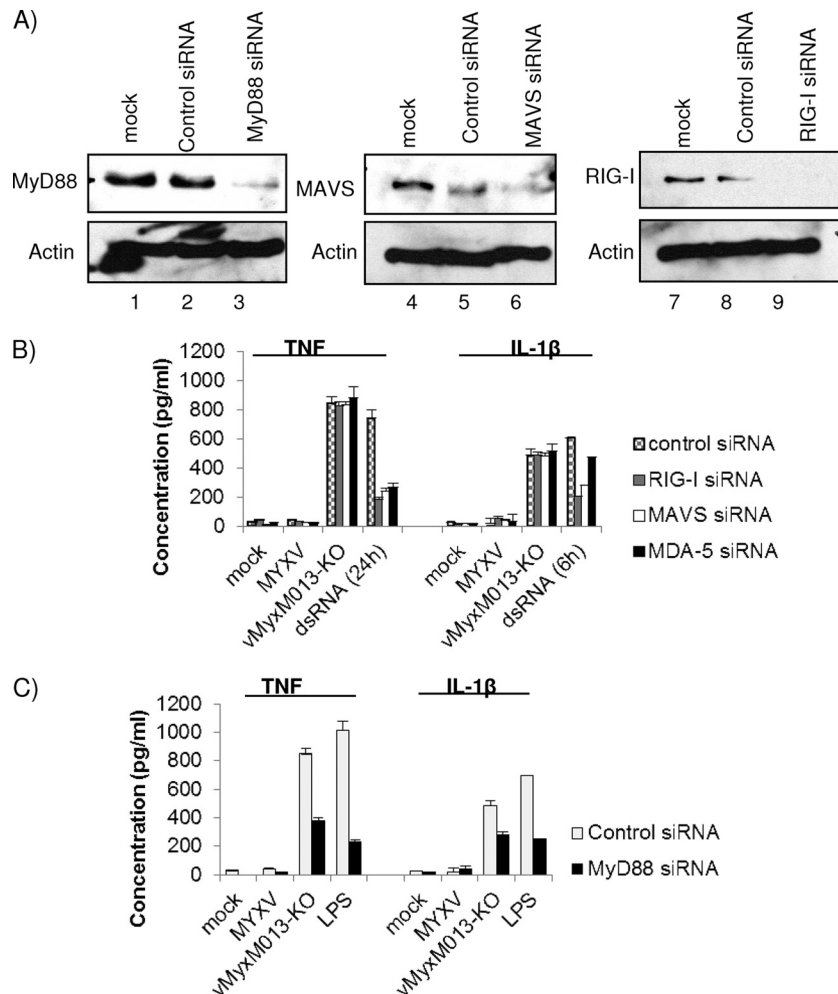 A)
mock
Control siRNA
MyD88 siRNA
mock
Control siRNA
MAVS siRNA
mock
Control siRNA
RIG-I siRNA
MyD88
MAVS
RIG-I
Actin
Actin
Actin
1 2 3 4 5 6 7 8 9
B)
TNF
IL-1β
Concentration (pg/ml)
1200
1000
800
600
400
200
0
mock
MYXV
vMyxM013-KO
dsRNA (24h)
mock
MYXV
vMyxM013-KO
dsRNA (6h)
control siRNA
RIG-I siRNA
MAVS siRNA
MDA-5 siRNA
C)
TNF
IL-1β
Concentration (pg/ml)
1200
1000
800
600
400
200
0
mock
MYXV
vMyxM013-KO
LPS
mock
MYXV
vMyxM013-KO
LPS
Control siRNA
MyD88 siRNA